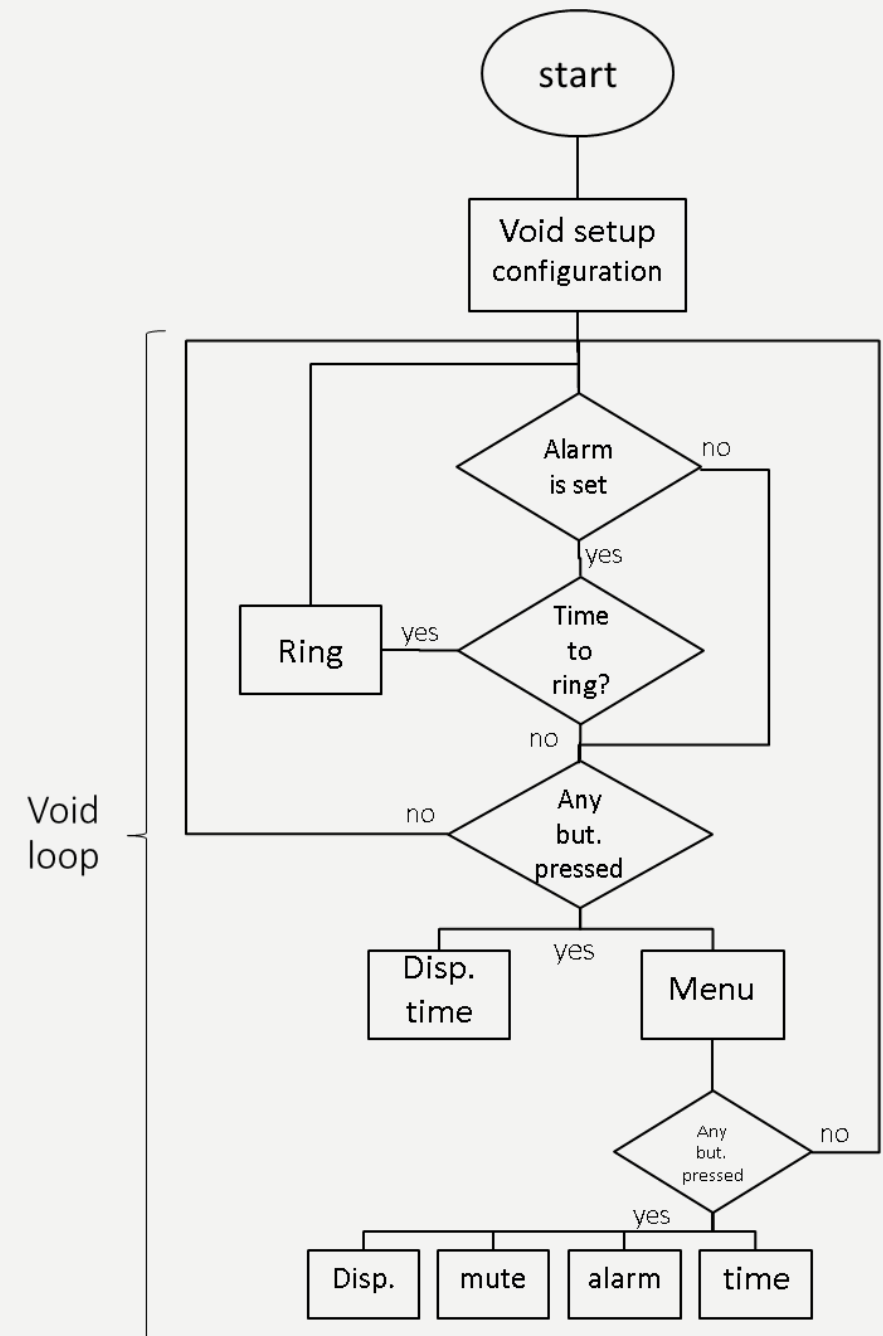 start
Void setup
configuration
Alarm
is set
no
yes
Time
to
ring?
yes
Ring
no
Any
but.
pressed
no
Void
loop
yes
Disp.
time
Menu
Any
but.
pressed
no
yes
Disp.
mute
alarm
time